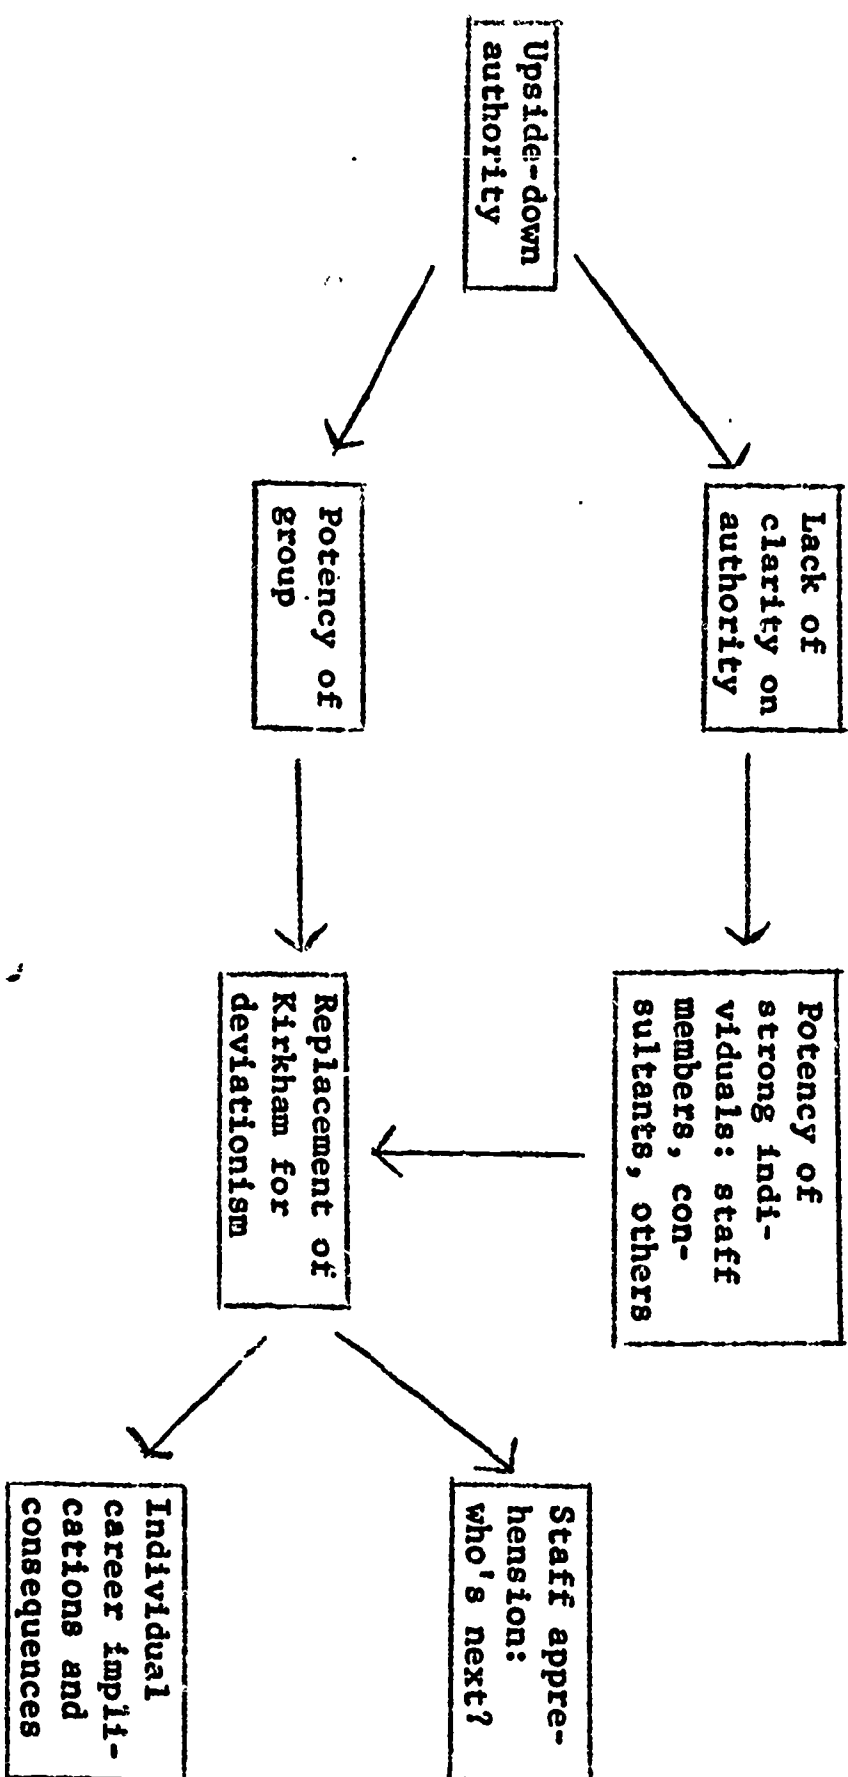 Upside-down
authority
Lack of
clarity on
authority
Potency of
group
Potency of
strong indi-
viduals: staff
members, con-
sultants, others
Replacement of
Kirkham for
deviationism
Staff appre-
hension:
who's next?
Individual
career impli-
cations and
consequences